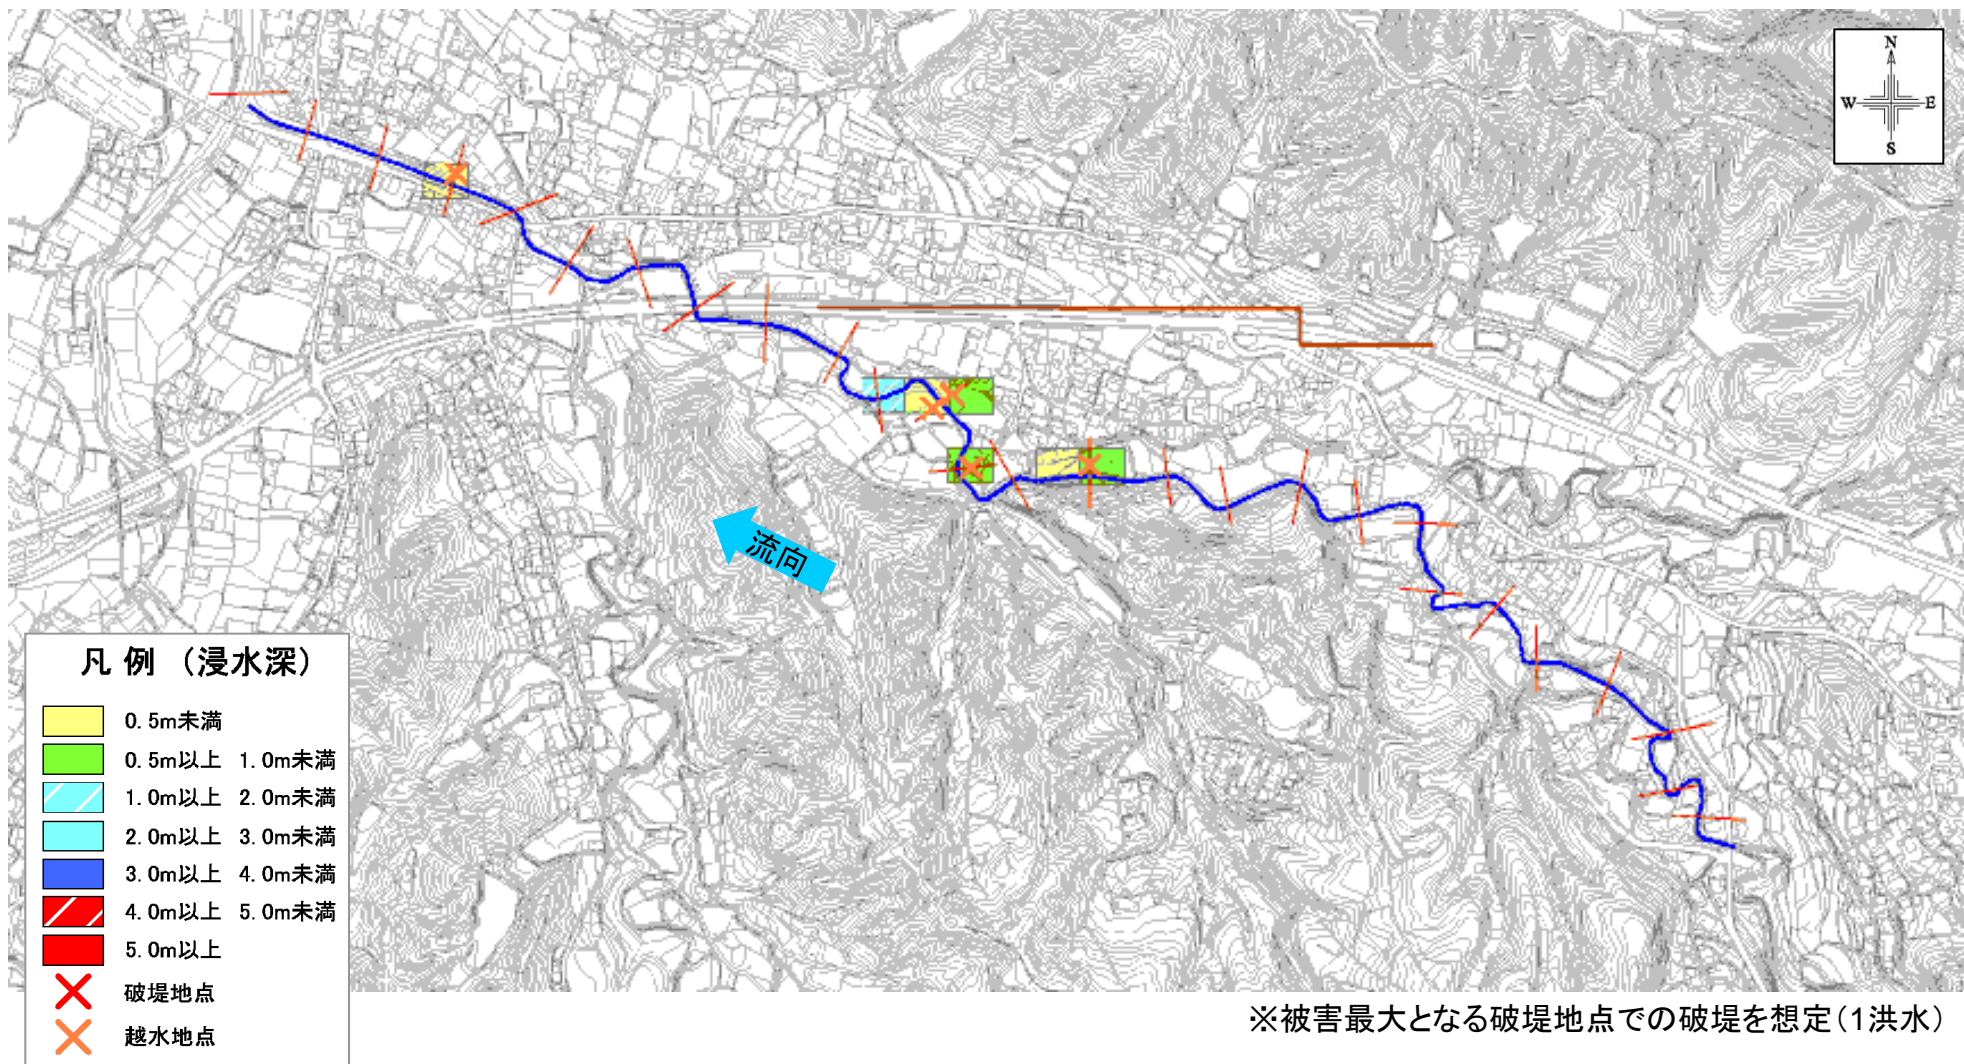 N
W E
S
流向
凡 例 （浸水深）
0.5m未満
0.5m以上 1.0m未満
1.0m以上 2.0m未満
2.0m以上 3.0m未満
3.0m以上 4.0m未満
4.0m以上 5.0m未満
5.0m以上
破堤地点
越水地点
※被害最大となる破堤地点での破堤を想定（1洪水）